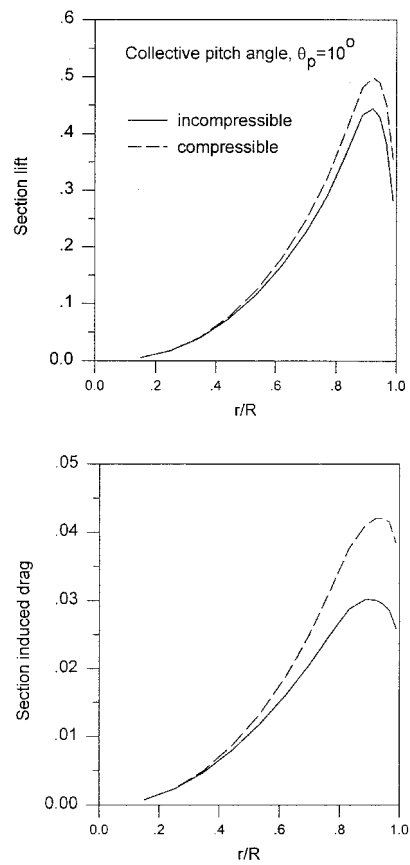 .6
Collective pitch angle, θp=10°
.5
incompressible
compressible
.4
.3
.2
.1
0.0
Section lift
0.0 .2 .4 .6 .8 1.0
r/R
.05
.04
.03
.02
.01
0.00
Section induced drag
0.0 .2 .4 .6 .8 1.0
r/R